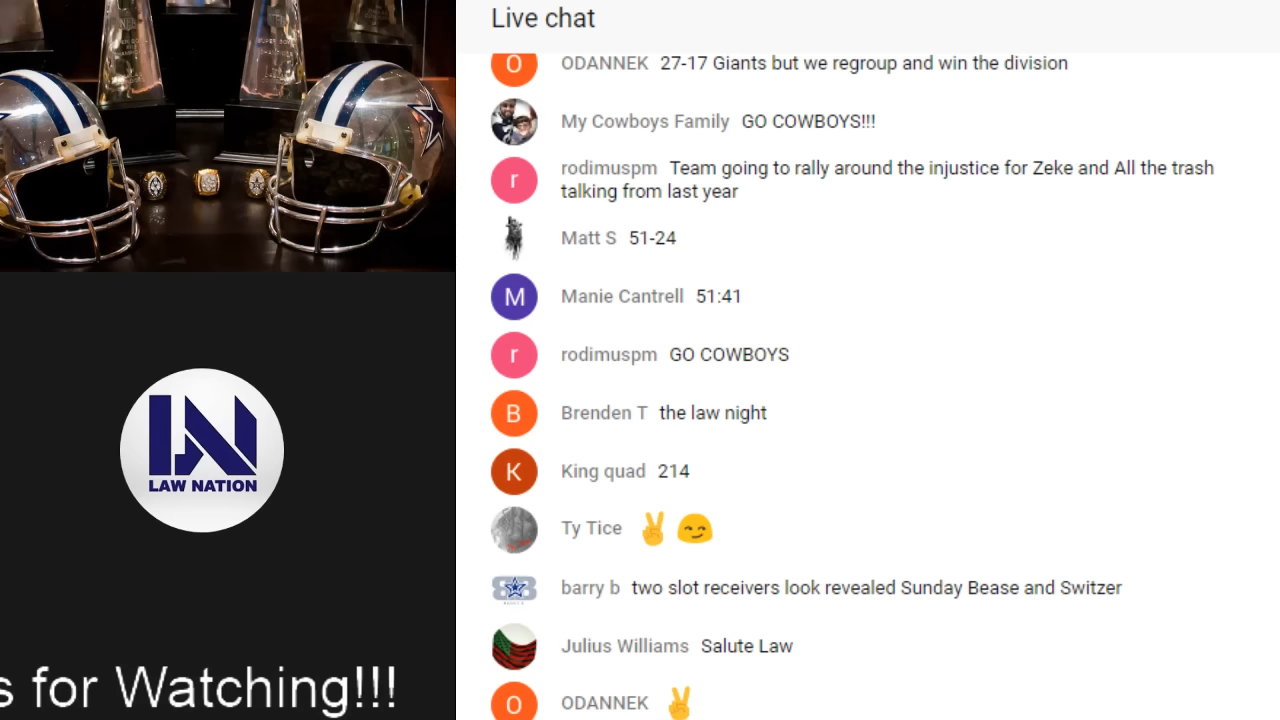 Live chat
O ODANNEK 27-17 Giants but we regroup and win the division
My Cowboys Family GO COWBOYS!!!
r rodimuspm Team going to rally around the injustice for Zeke and All the trash
talking from last year
Matt S 51-24
M Manie Cantrell 51:41
r rodimuspm GO COWBOYS
B Brenden T the law night
K King quad 214
Ty Tice ✌️ 😏
barry b two slot receivers look revealed Sunday Bease and Switzer
Julius Williams Salute Law
O ODANNEK ✌️
LN
LAW NATION
s for Watching!!!